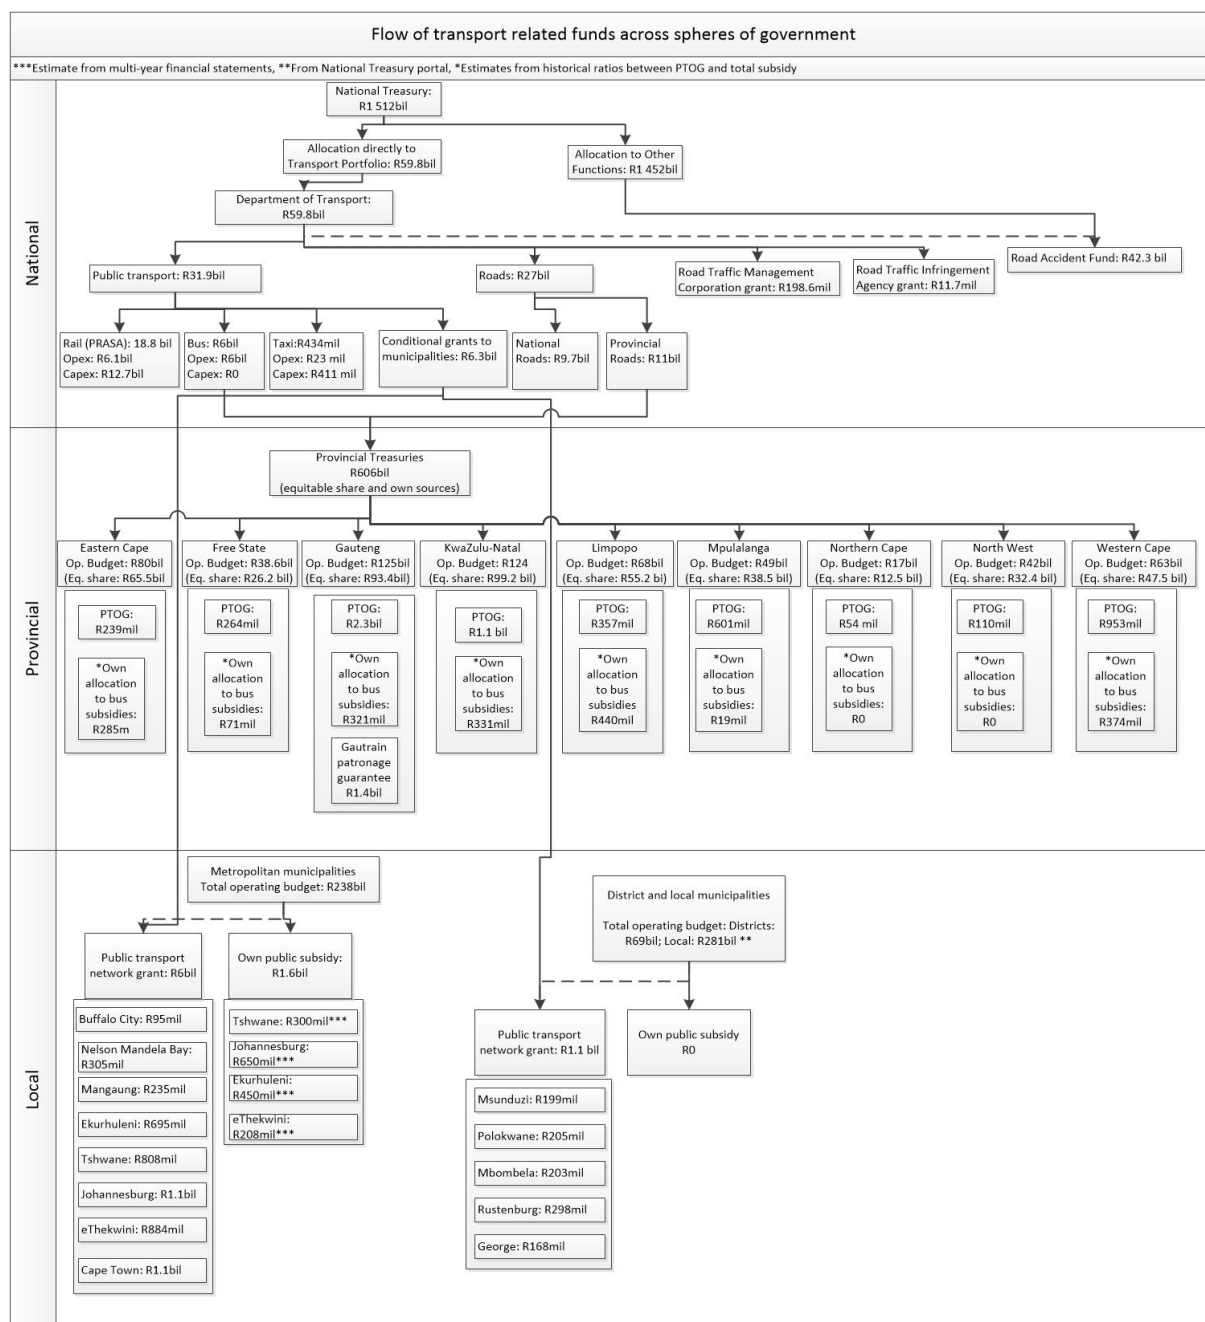 Flow of transport related funds across spheres of government
***Estimate from multi-year financial statements, **From National Treasury portal, *Estimates from historical ratios between PTOG and total subsidy
National
National Treasury:
R1 512bil
Allocation directly to
Transport Portfolio: R59.8bil
Allocation to Other
Functions: R1 452bil
Department of Transport:
R59.8bil
Public transport: R31.9bil
Roads: R27bil
Road Traffic Management
Corporation grant: R198.6mil
Road Traffic Infringement
Agency grant: R11.7mil
Road Accident Fund: R42.3 bil
Rail (PRASA): 18.8 bil
Opex: R6.1bil
Capex: R12.7bil
Bus: R6bil
Opex: R6bil
Capex: R0
Taxi:R434mil
Opex: R23 mil
Capex: R411 mil
Conditional grants to
municipalities: R6.3bil
National
Roads: R9.7bil
Provincial
Roads: R11bil
Provincial
Provincial Treasuries
R606bil
(equitable share and own sources)
Eastern Cape
Op. Budget: R80bil
(Eq. share: R65.5bil)
Free State
Op. Budget: R38.6bil
(Eq. share: R26.2 bil)
Gauteng
Op. Budget: R125bil
(Eq. share: R93.4bil)
KwaZulu-Natal
Op. Budget: R124
(Eq. share: R99.2 bil)
Limpopo
Op. Budget: R68bil
(Eq. share: R55.2 bil)
Mpulalanga
Op. Budget: R49bil
(Eq. share: R38.5 bil)
Northern Cape
Op. Budget: R17bil
(Eq. share: R12.5 bil)
North West
Op. Budget: R42bil
(Eq. share: R32.4 bil)
Western Cape
Op. Budget: R63bil
(Eq. share: R47.5 bil)
PTOG:
R239mil
*Own
allocation
to bus
subsidies:
R285m
PTOG:
R264mil
*Own
allocation
to bus
subsidies:
R71mil
PTOG:
R2.3bil
*Own
allocation
to bus
subsidies:
R321mil
Gautrain
patronage
guarantee
R1.4bil
PTOG:
R1.1 bil
*Own
allocation
to bus
subsidies:
R331mil
PTOG:
R357mil
*Own
allocation
to bus
subsidies:
R440mil
PTOG:
R601mil
*Own
allocation
to bus
subsidies
R19mil
PTOG:
R54 mil
*Own
allocation
to bus
subsidies:
R0
PTOG:
R110mil
*Own
allocation
to bus
subsidies:
R0
PTOG:
R953mil
*Own
allocation
to bus
subsidies:
R374mil
Local
Metropolitan municipalities
Total operating budget: R238bil
Public transport
network grant: R6bil
Buffalo City: R95mil
Nelson Mandela Bay:
R305mil
Mangaung: R235mil
Ekurhuleni: R695mil
Tshwane: R808mil
Johannesburg: R1.1bil
eThekwini: R884mil
Cape Town: R1.1bil
Own public subsidy:
R1.6bil
Tshwane: R300mil***
Johannesburg:
R650mil***
Ekurhuleni:
R450mil***
eThekwini:
R208mil***
District and local municipalities
Total operating budget: Districts:
R69bil; Local: R281bil **
Public transport
network grant: R1.1 bil
Msunduzi: R199mil
Polokwane: R205mil
Mbombela: R203mil
Rustenburg: R298mil
George: R168mil
Own public subsidy
R0